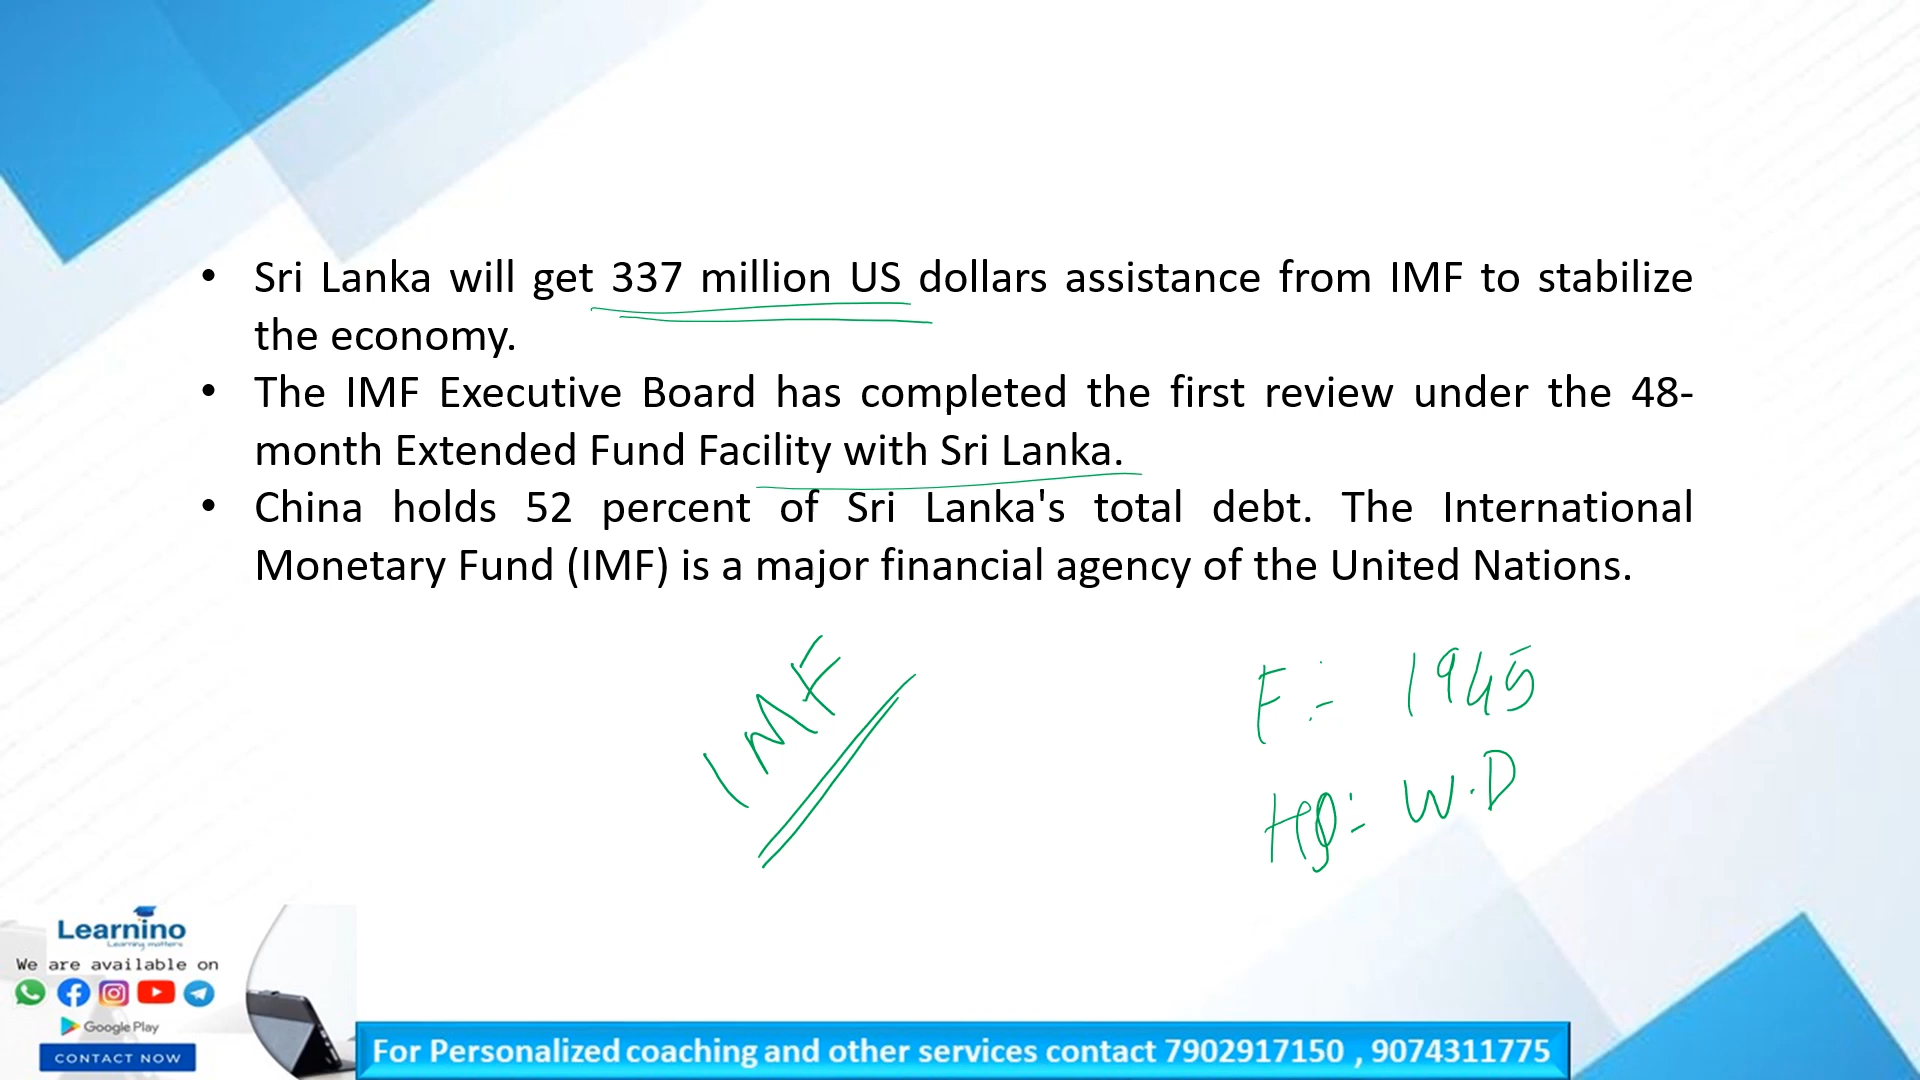 • Sri Lanka will get 337 million US dollars assistance from IMF to stabilize
the economy.
• The IMF Executive Board has completed the first review under the 48-
month Extended Fund Facility with Sri Lanka.
• China holds 52 percent of Sri Lanka's total debt. The International
Monetary Fund (IMF) is a major financial agency of the United Nations.
IMF
F:- 1945
HQ:- W.D
Learnino
Learning matters
We are available on
Google Play
CONTACT NOW
For Personalized coaching and other services contact 7902917150 , 9074311775